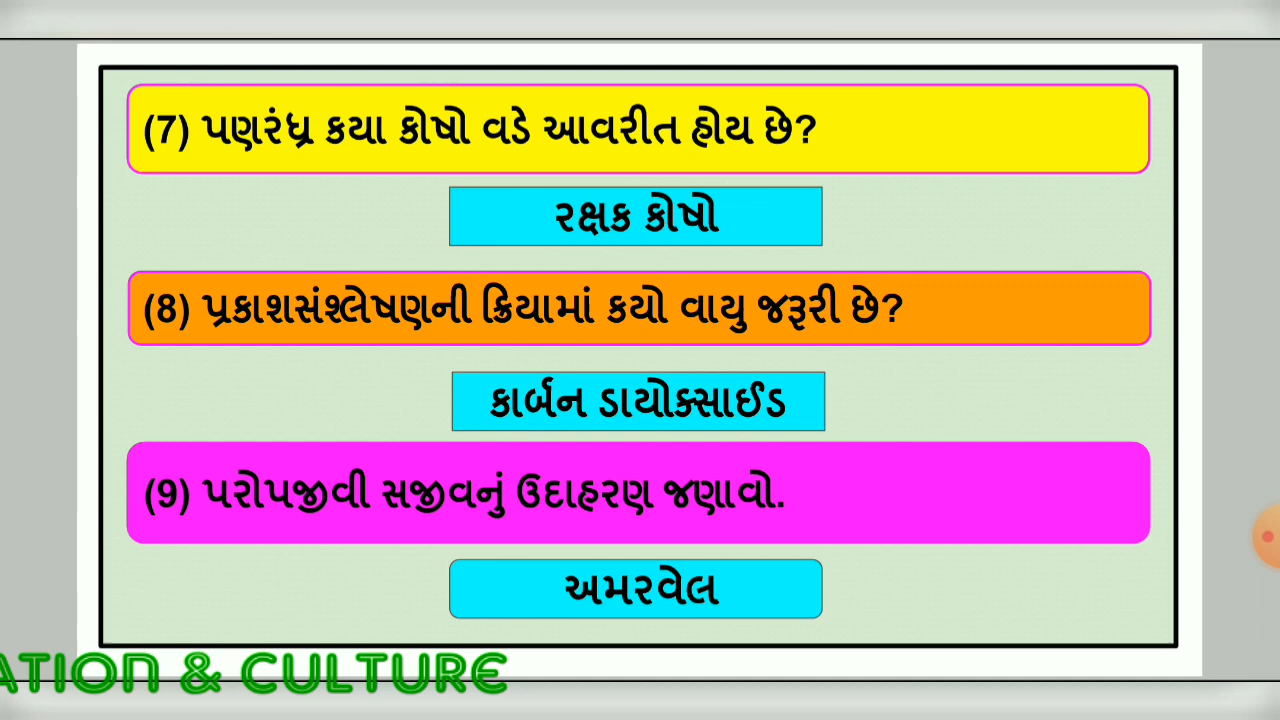 (7) પણરંધ્ર કયા કોષો વડે આવરીત હોય છે?
રક્ષક કોષો
(8) પ્રકાશસંશ્લેષણની ક્રિયામાં કયો વાયુ જરૂરી છે?
કાર્બન ડાયોક્સાઈડ
(9) પરોપજીવી સજીવનું ઉદાહરણ જણાવો.
અમરવેલ
ATION & CULTURE